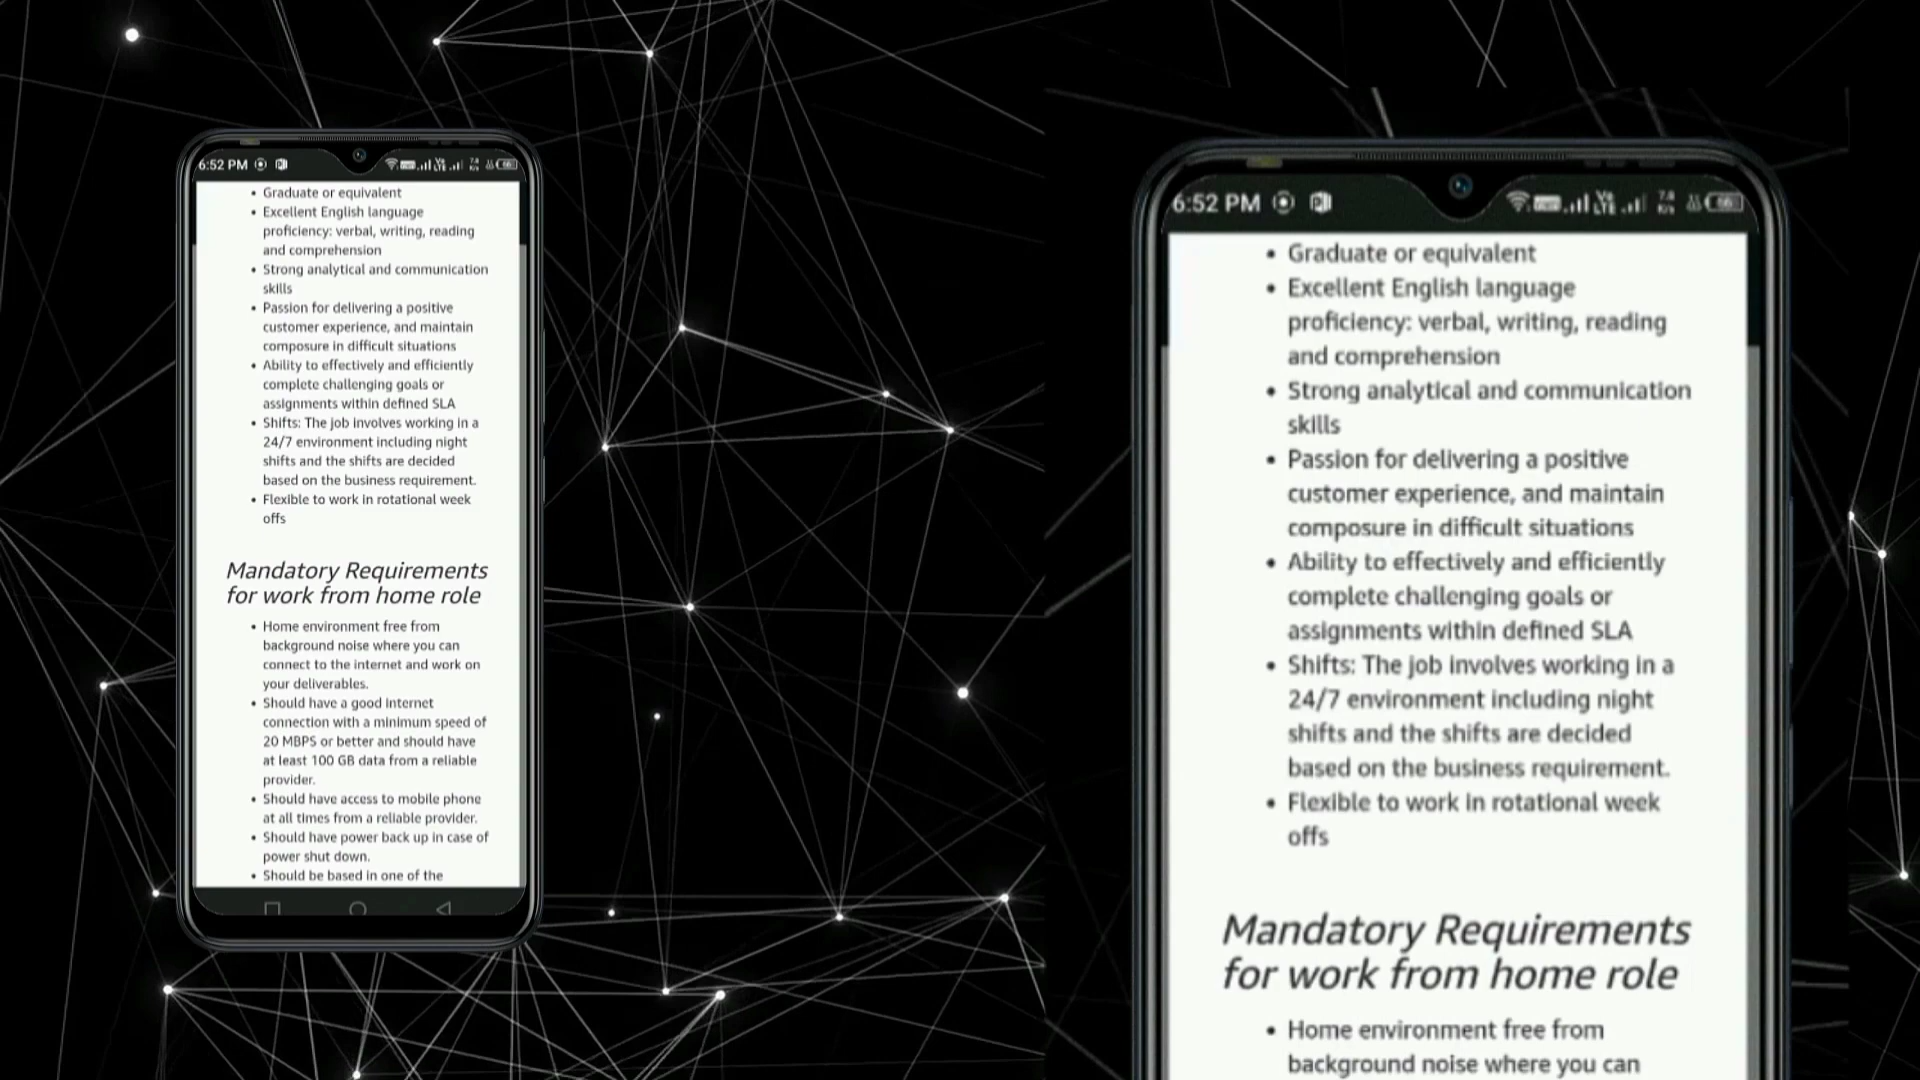 6:52 PM
• Graduate or equivalent
• Excellent English language
proficiency: verbal, writing, reading
and comprehension
• Strong analytical and communication
skills
• Passion for delivering a positive
customer experience, and maintain
composure in difficult situations
• Ability to effectively and efficiently
complete challenging goals or
assignments within defined SLA
• Shifts: The job involves working in a
24/7 environment including night
shifts and the shifts are decided
based on the business requirement.
• Flexible to work in rotational week
offs
Mandatory Requirements
for work from home role
• Home environment free from
background noise where you can
connect to the internet and work on
your deliverables.
• Should have a good internet
connection with a minimum speed of
20 MBPS or better and should have
at least 100 GB data from a reliable
provider.
• Should have access to mobile phone
at all times from a reliable provider.
• Should have power back up in case of
power shut down.
• Should be based in one of the
6:52 PM
• Graduate or equivalent
• Excellent English language
proficiency: verbal, writing, reading
and comprehension
• Strong analytical and communication
skills
• Passion for delivering a positive
customer experience, and maintain
composure in difficult situations
• Ability to effectively and efficiently
complete challenging goals or
assignments within defined SLA
• Shifts: The job involves working in a
24/7 environment including night
shifts and the shifts are decided
based on the business requirement.
• Flexible to work in rotational week
offs
Mandatory Requirements
for work from home role
• Home environment free from
background noise where you can